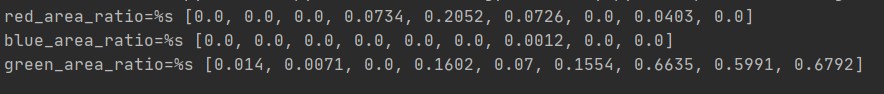 red_area_ratio=%s [0.0, 0.0, 0.0, 0.0734, 0.2052, 0.0726, 0.0, 0.0403, 0.0]
blue_area_ratio=%s [0.0, 0.0, 0.0, 0.0, 0.0, 0.0, 0.0012, 0.0, 0.0]
green_area_ratio=%s [0.014, 0.0071, 0.0, 0.1602, 0.07, 0.1554, 0.6635, 0.5991, 0.6792]